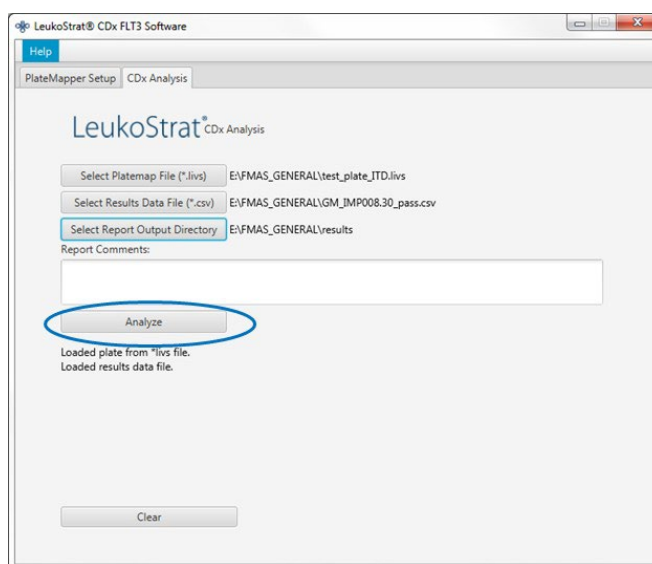 LeukoStrat® CDx FLT3 Software
Help
PlateMapper Setup CDx Analysis
LeukoStrat® CDx Analysis
Select Platemap File (*.livs) E:\FMAS_GENERAL\test_plate_ITD.livs
Select Results Data File (*.csv) E:\FMAS_GENERAL\GM_IMP008.30_pass.csv
Select Report Output Directory E:\FMAS_GENERAL\results
Report Comments:
Analyze
Loaded plate from *livs file.
Loaded results data file.
Clear